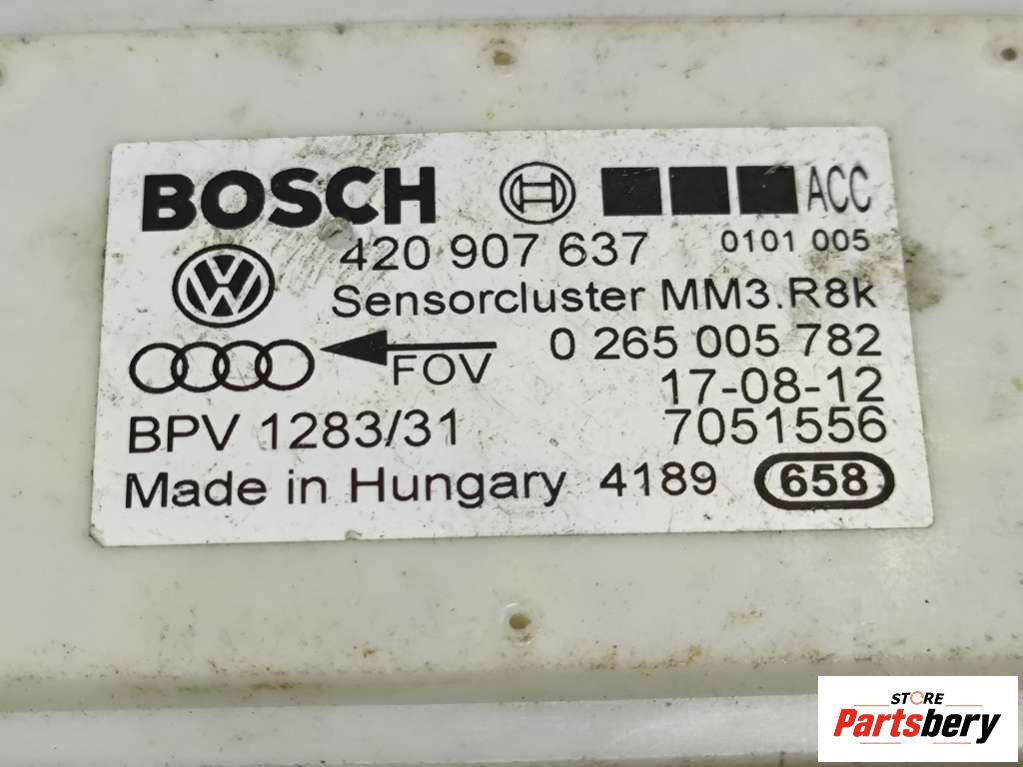 BOSCH ACC
420 907 637 0101 005
Sensorcluster MM3.R8k
0 265 005 782
FOV
17-08-12
BPV 1283/31 7051556
Made in Hungary 4189 658
STORE
Partsbery